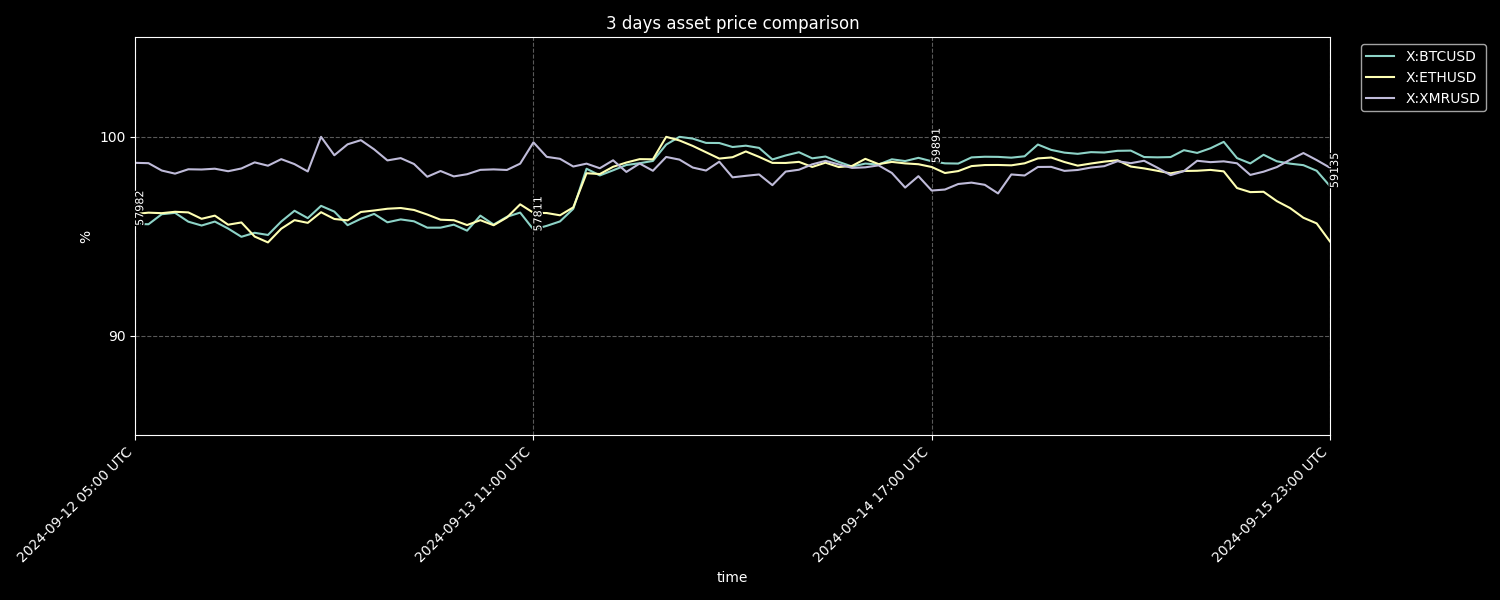 3 days asset price comparison
X:BTCUSD
X:ETHUSD
X:XMRUSD
100
90
%
57982
57811
59891
59135
2024-09-12 05:00 UTC
2024-09-13 11:00 UTC
2024-09-14 17:00 UTC
2024-09-15 23:00 UTC
time